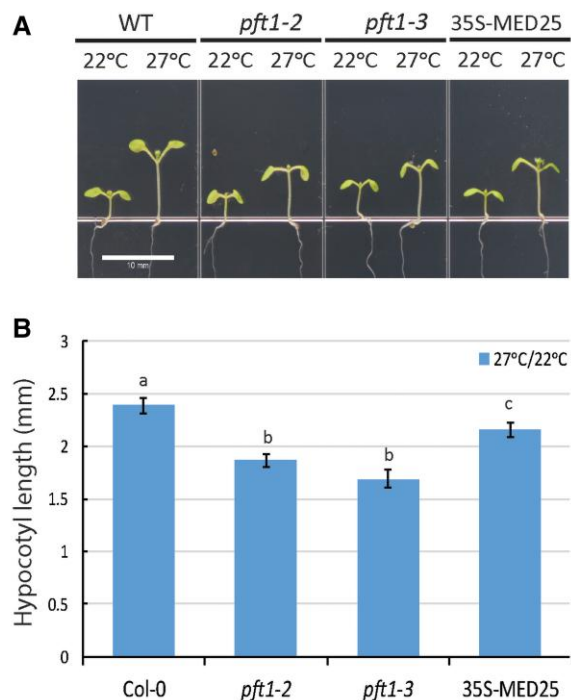 A
WT pft1-2 pft1-3 35S-MED25
22°C 27°C 22°C 27°C 22°C 27°C 22°C 27°C
10 mm
B
3
27°C/22°C
2.5
2
1.5
1
0.5
0
Hypocotyl length (mm)
a
b
b
c
Col-0 pft1-2 pft1-3 35S-MED25